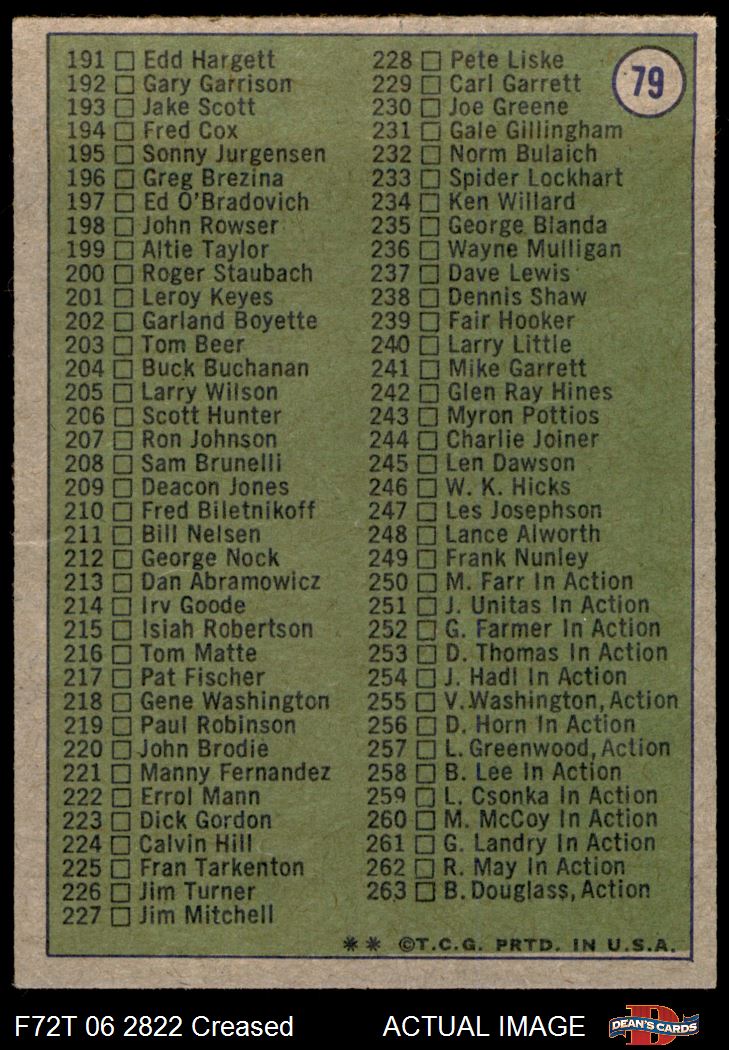 79
191 Edd Hargett
192 Gary Garrison
193 Jake Scott
194 Fred Cox
195 Sonny Jurgensen
196 Greg Brezina
197 Ed O'Bradovich
198 John Rowser
199 Altie Taylor
200 Roger Staubach
201 Leroy Keyes
202 Garland Boyette
203 Tom Beer
204 Buck Buchanan
205 Larry Wilson
206 Scott Hunter
207 Ron Johnson
208 Sam Brunelli
209 Deacon Jones
210 Fred Biletnikoff
211 Bill Nelsen
212 George Nock
213 Dan Abramowicz
214 Irv Goode
215 Isiah Robertson
216 Tom Matte
217 Pat Fischer
218 Gene Washington
219 Paul Robinson
220 John Brodie
221 Manny Fernandez
222 Errol Mann
223 Dick Gordon
224 Calvin Hill
225 Fran Tarkenton
226 Jim Turner
227 Jim Mitchell
228 Pete Liske
229 Carl Garrett
230 Joe Greene
231 Gale Gillingham
232 Norm Bulaich
233 Spider Lockhart
234 Ken Willard
235 George Blanda
236 Wayne Mulligan
237 Dave Lewis
238 Dennis Shaw
239 Fair Hooker
240 Larry Little
241 Mike Garrett
242 Glen Ray Hines
243 Myron Pottios
244 Charlie Joiner
245 Len Dawson
246 W. K. Hicks
247 Les Josephson
248 Lance Alworth
249 Frank Nunley
250 M. Farr In Action
251 J. Unitas In Action
252 G. Farmer In Action
253 D. Thomas In Action
254 J. Hadl In Action
255 V. Washington, Action
256 D. Horn In Action
257 L. Greenwood, Action
258 B. Lee In Action
259 L. Csonka In Action
260 M. McCoy In Action
261 G. Landry In Action
262 R. May In Action
263 B. Douglass, Action
** ©T.C.G. PRTD. IN U.S.A.
F72T 06 2822 Creased ACTUAL IMAGE DEAN'S CARDS